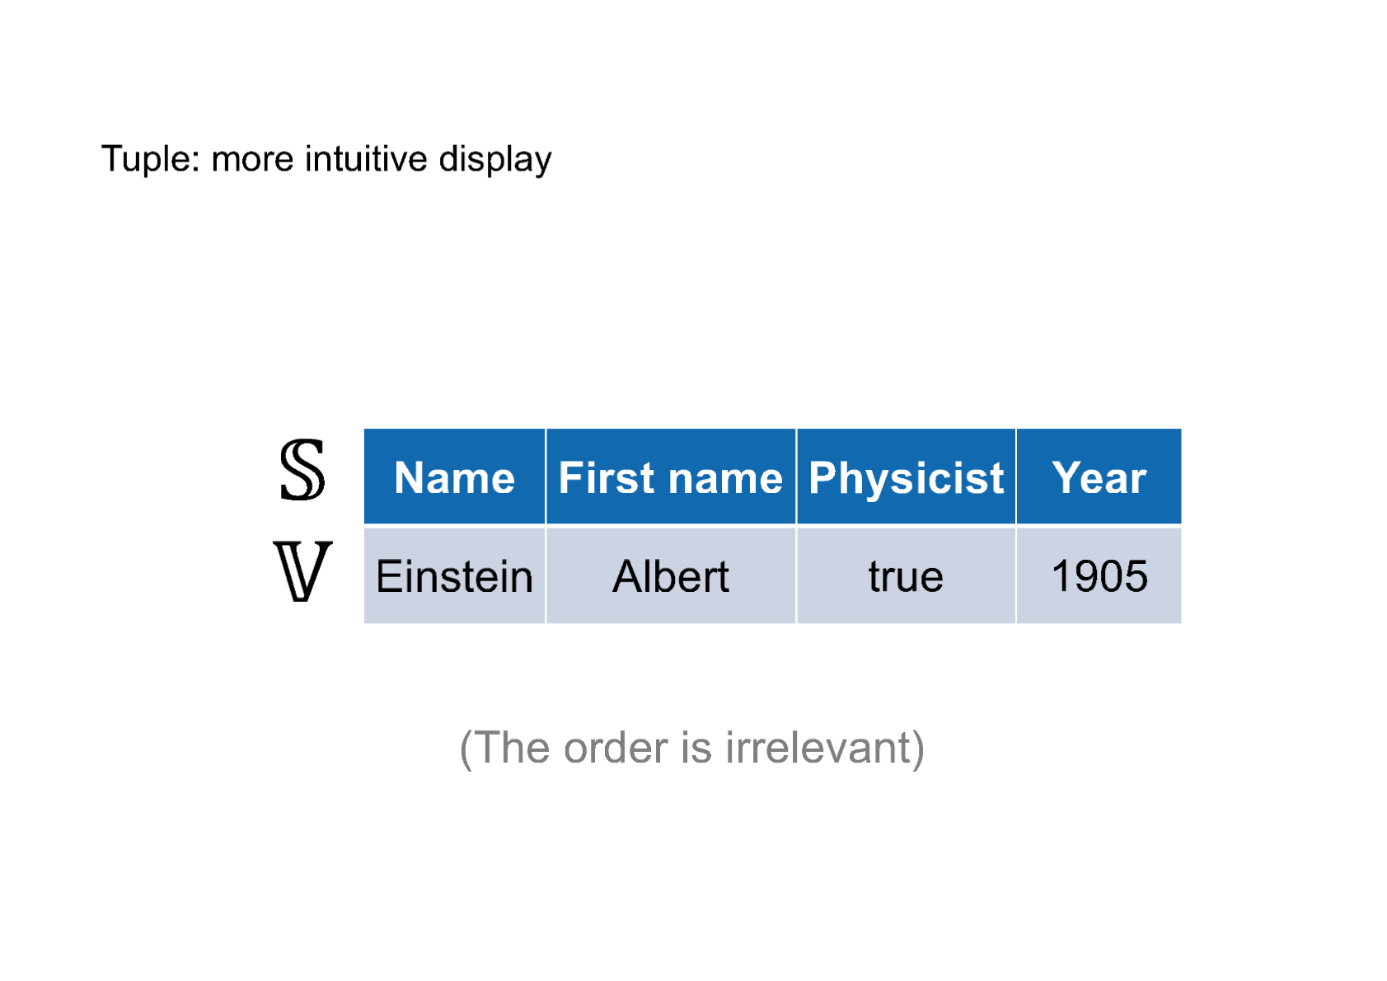 Tuple: more intuitive display
𝕊 Name First name Physicist Year
𝕍 Einstein Albert true 1905
(The order is irrelevant)